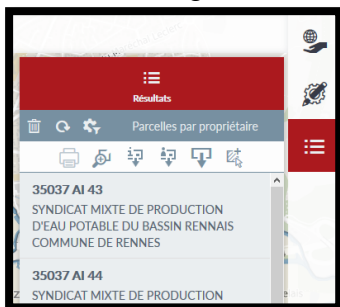 Résultats
Parcelles par propriétaire
35037 AI 43
SYNDICAT MIXTE DE PRODUCTION
D'EAU POTABLE DU BASSIN RENNAIS
COMMUNE DE RENNES
35037 AI 44
SYNDICAT MIXTE DE PRODUCTION